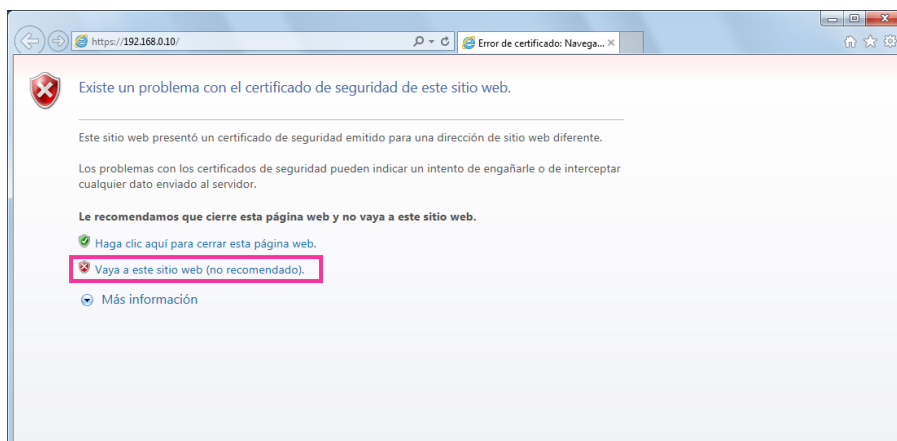 https://192.168.0.10/
Error de certificado: Navega...
Existe un problema con el certificado de seguridad de este sitio web.
Este sitio web presentó un certificado de seguridad emitido para una dirección de sitio web diferente.
Los problemas con los certificados de seguridad pueden indicar un intento de engañarle o de interceptar
cualquier dato enviado al servidor.
Le recomendamos que cierre esta página web y no vaya a este sitio web.
Haga clic aquí para cerrar esta página web.
Vaya a este sitio web (no recomendado).
Más información